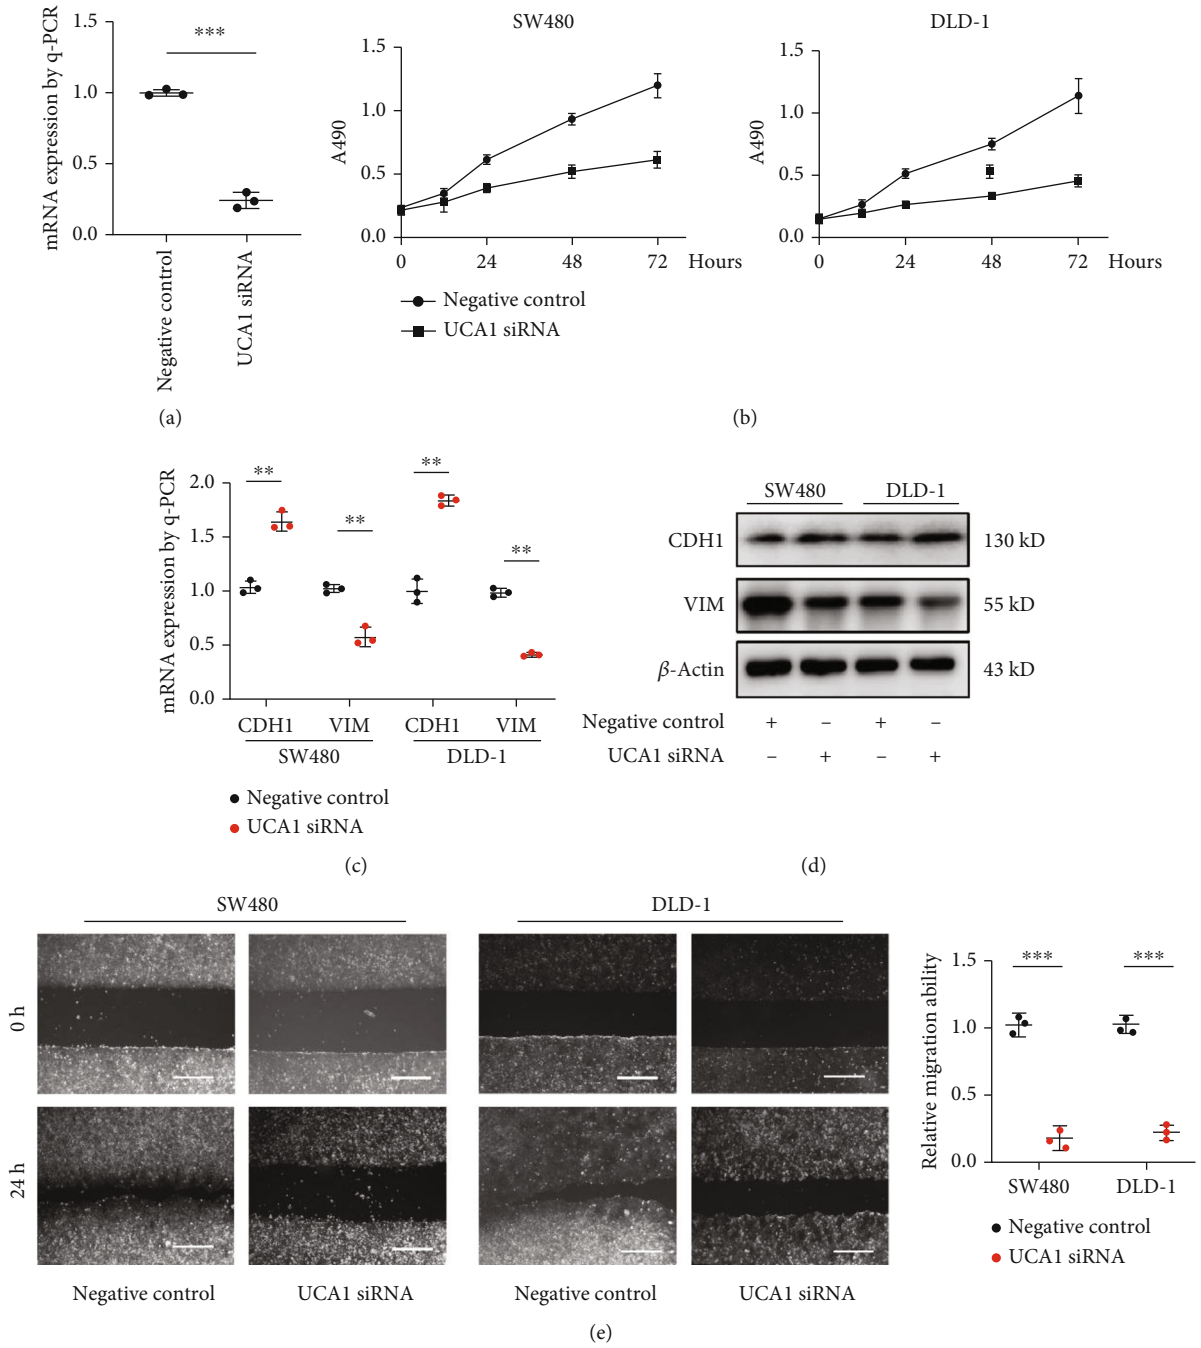 mRNA expression by q-PCR
1.5
1.0
0.5
0.0
***
Negative control
UCA1 siRNA
(a)
SW480
A490
1.5
1.0
0.5
0.0
0
24
48
72
Hours
DLD-1
A490
1.5
1.0
0.5
0.0
0
24
48
72
Hours
Negative control
UCA1 siRNA
(b)
mRNA expression by q-PCR
2.0
1.5
1.0
0.5
0.0
**
**
**
**
CDH1 VIM CDH1 VIM
SW480 DLD-1
Negative control
UCA1 siRNA
(c)
SW480 DLD-1
CDH1 130 kD
VIM 55 kD
β-Actin 43 kD
Negative control + – + –
UCA1 siRNA – + – +
(d)
SW480 DLD-1
0 h
24 h
Negative control UCA1 siRNA Negative control UCA1 siRNA
Relative migration ability
1.5
1.0
0.5
0.0
*** ***
SW480 DLD-1
Negative control
UCA1 siRNA
(e)